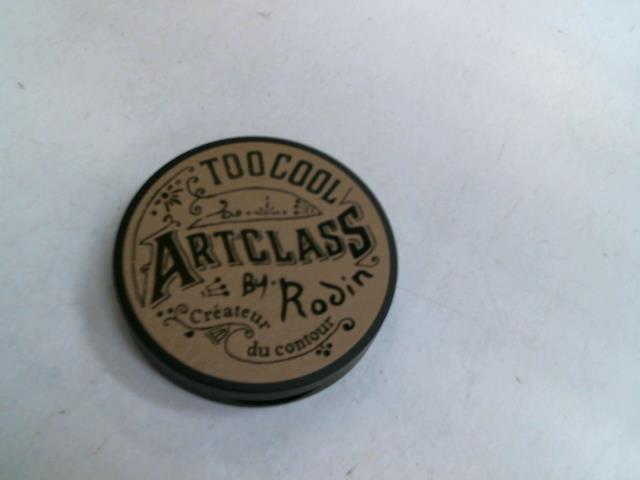 TOOCOOL
ARTCLASS
BY. Rodin
Créateur
du contour